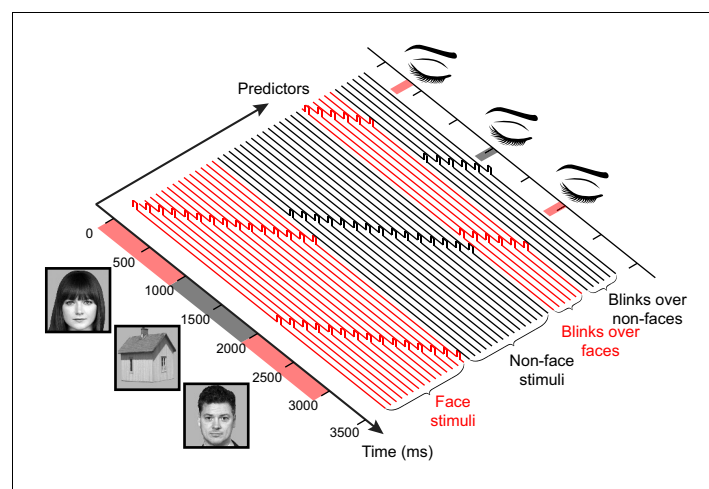 Predictors
0
500
1000
1500
2000
2500
3000
3500
Time (ms)
Face
stimuli
Non-face
stimuli
Blinks over
faces
Blinks over
non-faces